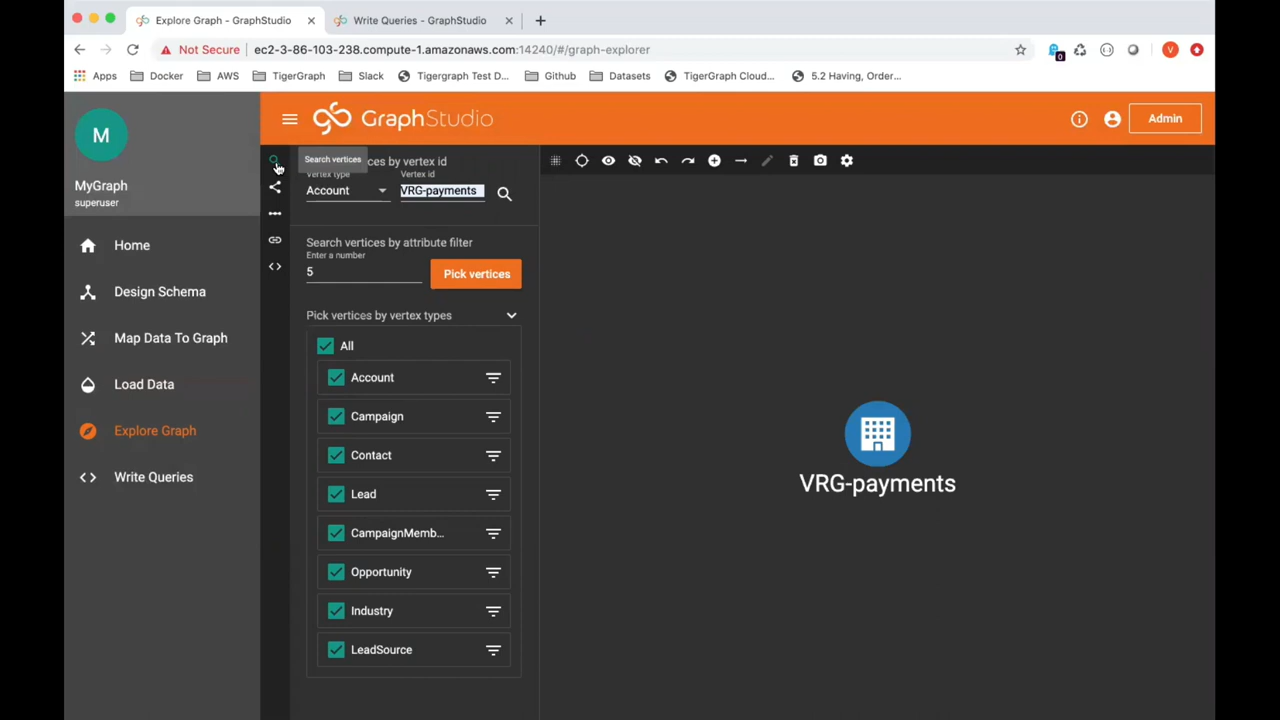 Explore Graph - GraphStudio
Write Queries - GraphStudio
Not Secure
ec2-3-86-103-238.compute-1.amazonaws.com:14240/#/graph-explorer
V
0
Apps
Docker
AWS
TigerGraph
Slack
Tigergraph Test D...
Github
Datasets
TigerGraph Cloud...
5.2 Having, Order...
M
GraphStudio
Admin
MyGraph
superuser
Home
Design Schema
Map Data To Graph
Load Data
Explore Graph
Write Queries
Search vertices
ices by vertex id
Vertex type
Vertex id
Account
VRG-payments
Search vertices by attribute filter
Enter a number
5
Pick vertices
Pick vertices by vertex types
All
Account
Campaign
Contact
Lead
CampaignMemb...
Opportunity
Industry
LeadSource
VRG-payments